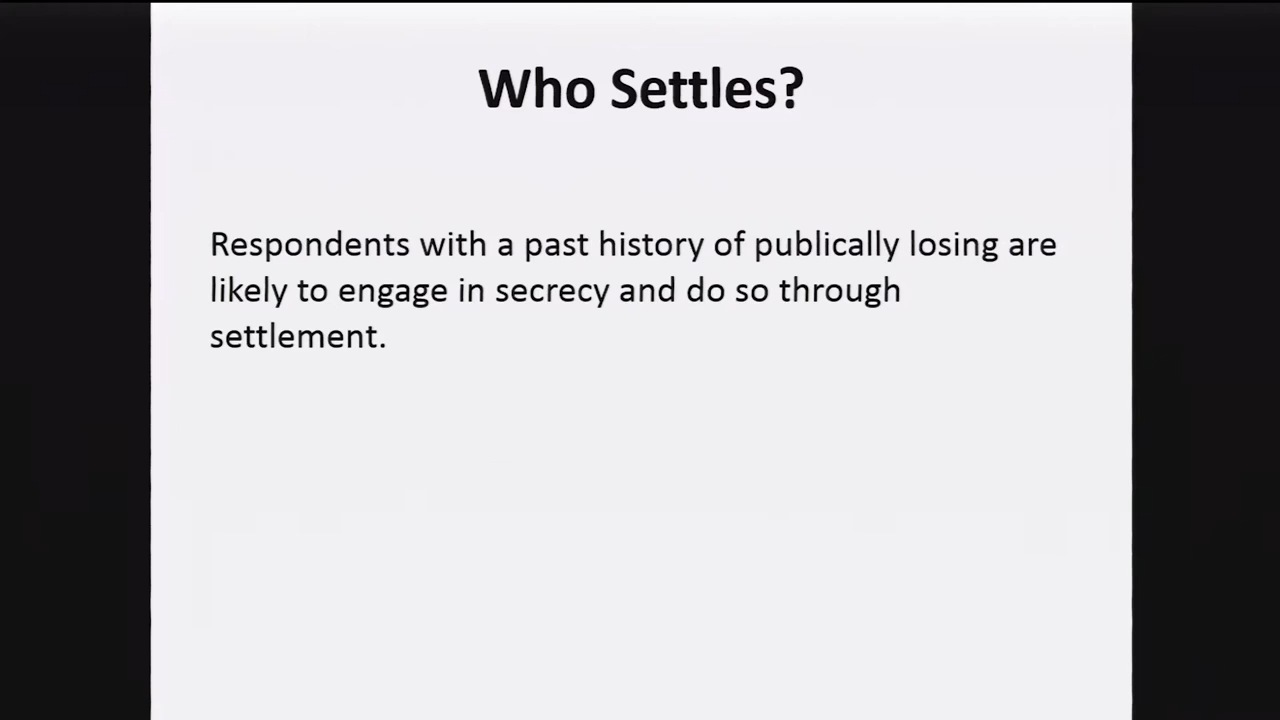 Who Settles?
Respondents with a past history of publically losing are
likely to engage in secrecy and do so through
settlement.